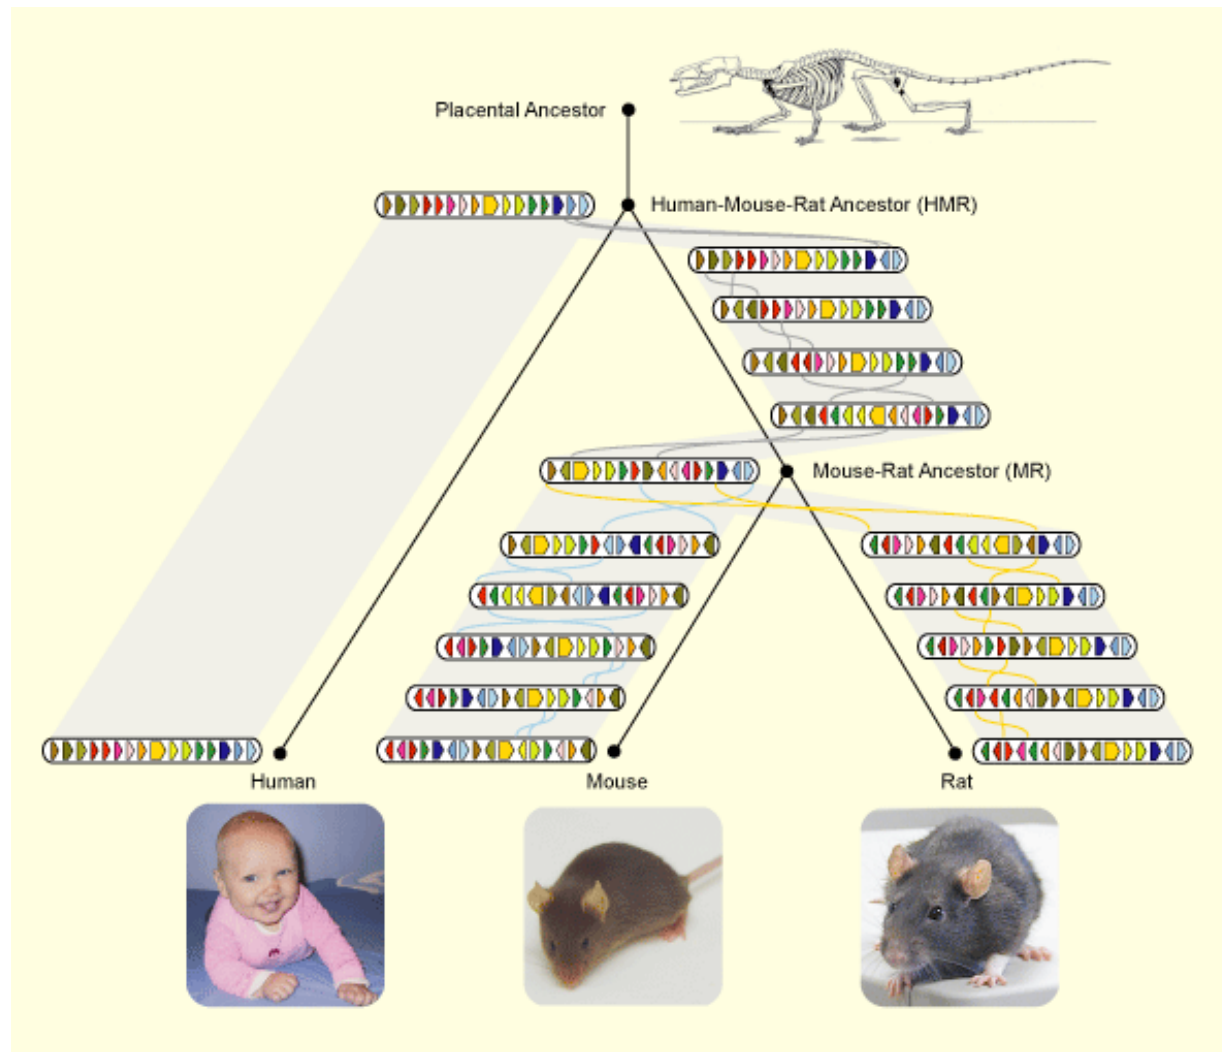 Placental Ancestor
Human-Mouse-Rat Ancestor (HMR)
Mouse-Rat Ancestor (MR)
Human
Mouse
Rat